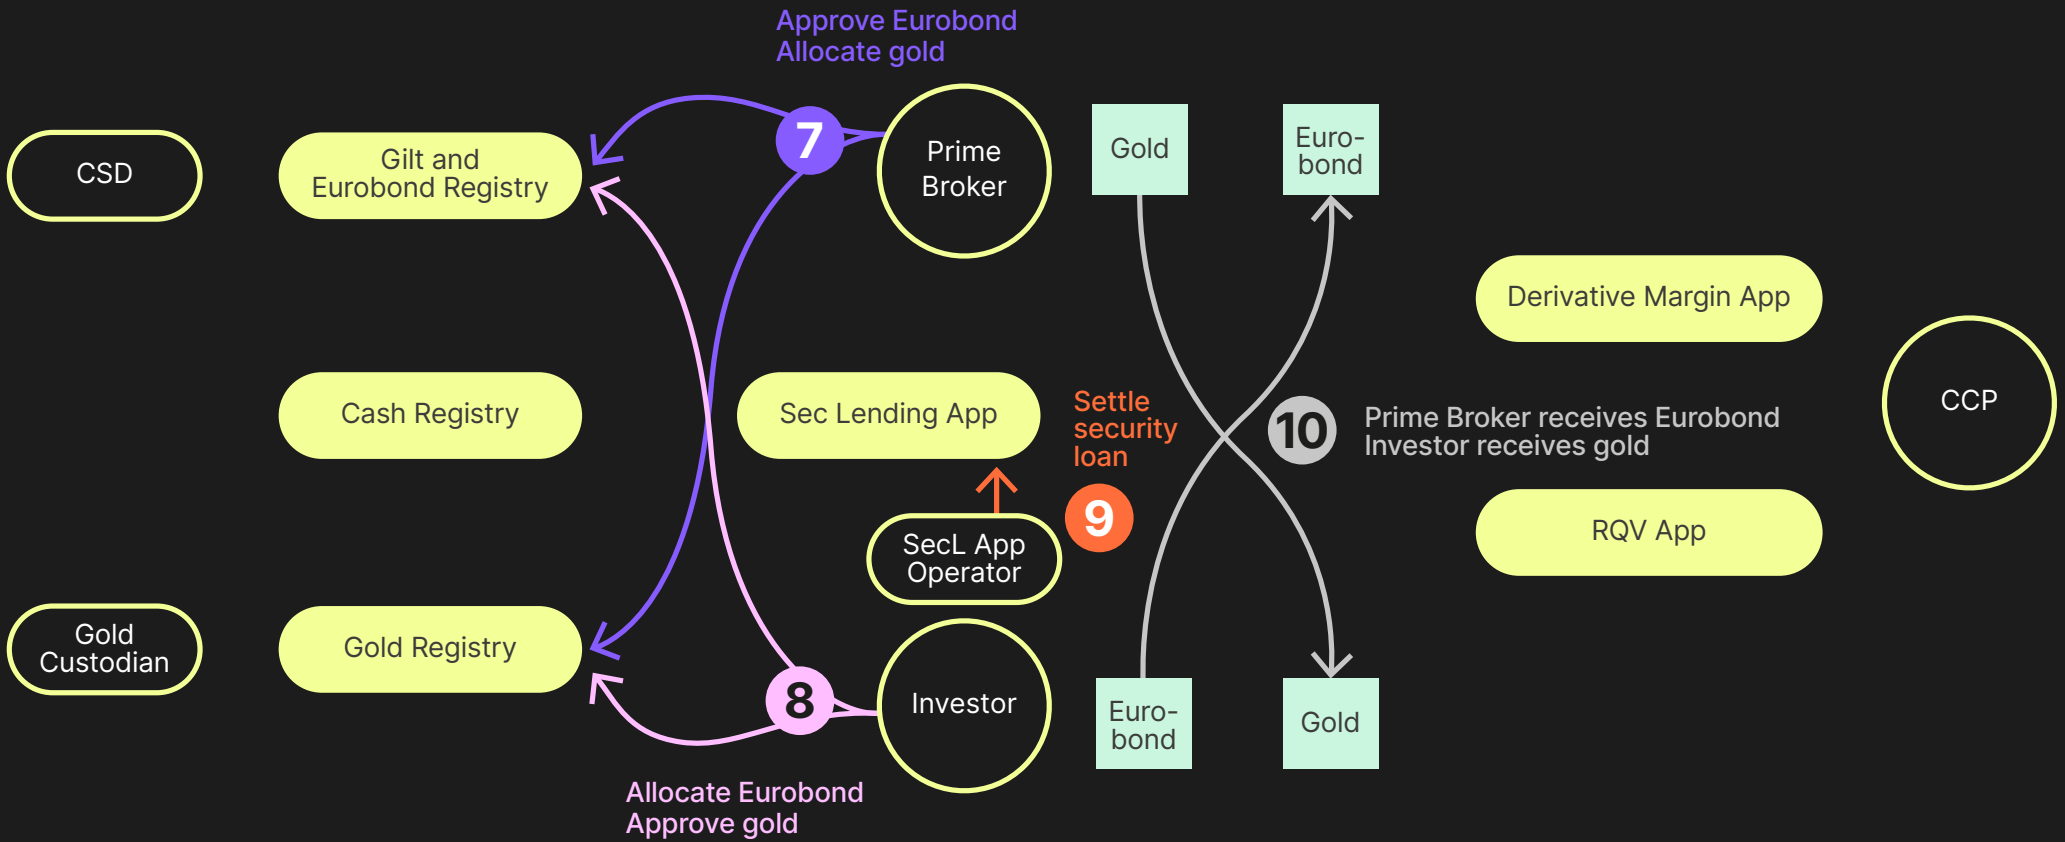 Approve Eurobond
Allocate gold
7
Prime
Broker
Gold
Euro-
bond
CSD
Gilt and
Eurobond Registry
Derivative Margin App
Cash Registry
Sec Lending App
Settle
security
loan
10
Prime Broker receives Eurobond
Investor receives gold
CCP
9
SecL App
Operator
RQV App
Gold
Custodian
Gold Registry
8
Investor
Euro-
bond
Gold
Allocate Eurobond
Approve gold